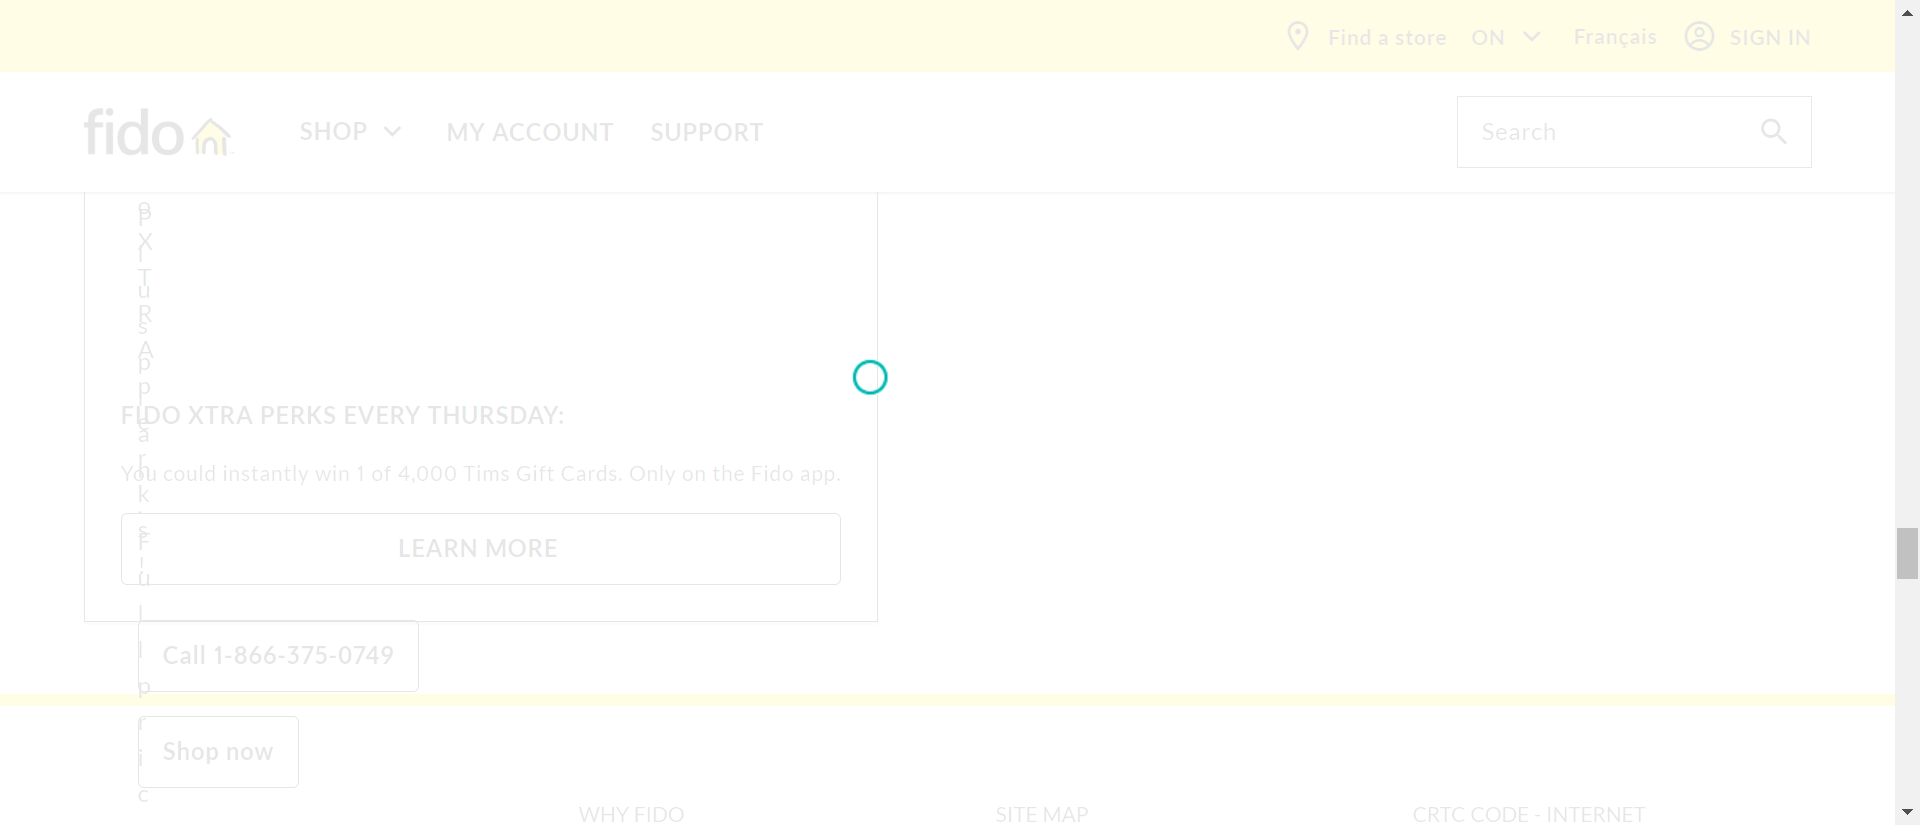 Find a store ON Français SIGN IN
fido SHOP MY ACCOUNT SUPPORT Search
FIDO XTRA PERKS EVERY THURSDAY:
You could instantly win 1 of 4,000 Tims Gift Cards. Only on the Fido app.
LEARN MORE
Call 1-866-375-0749
Shop now
WHY FIDO SITE MAP CRTC CODE - INTERNET